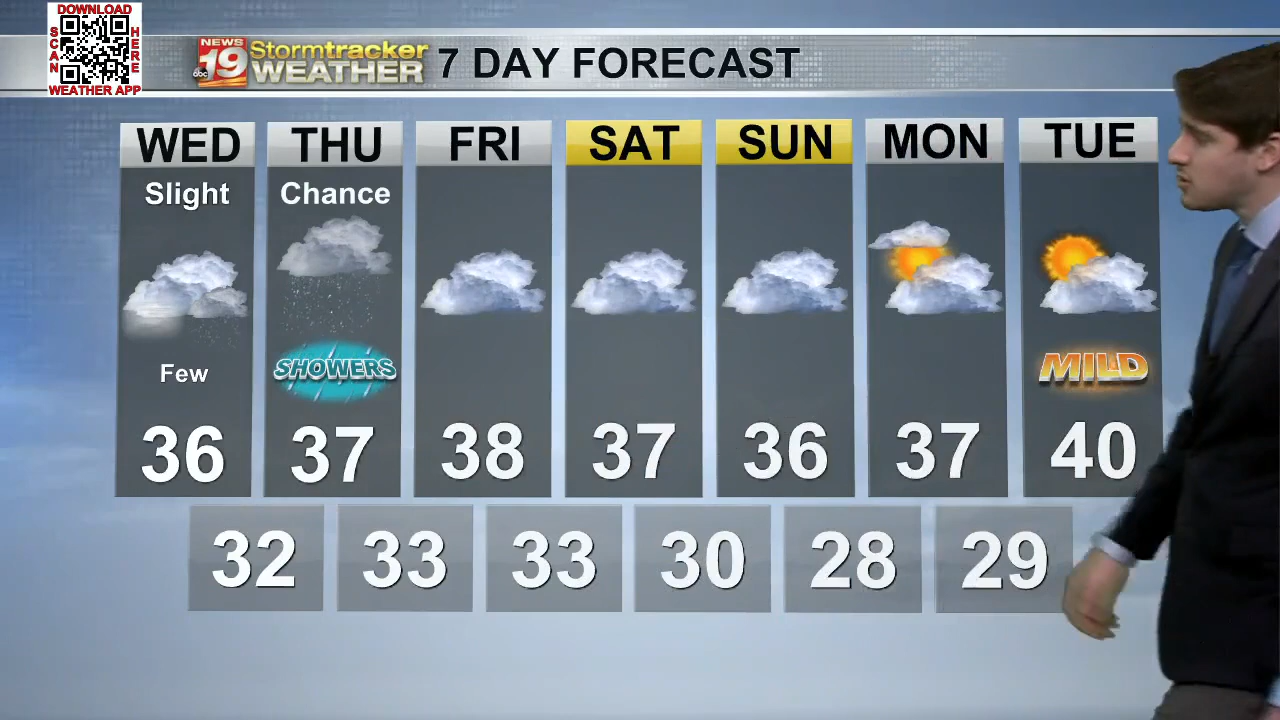 DOWNLOAD
SCAN
HERE
WEATHER APP
NEWS
abc 19
Stormtracker
WEATHER
7 DAY FORECAST
WED THU FRI SAT SUN MON TUE
Slight Chance
SHOWERS MILD
Few
36 37 38 37 36 37 40
32 33 33 30 28 29